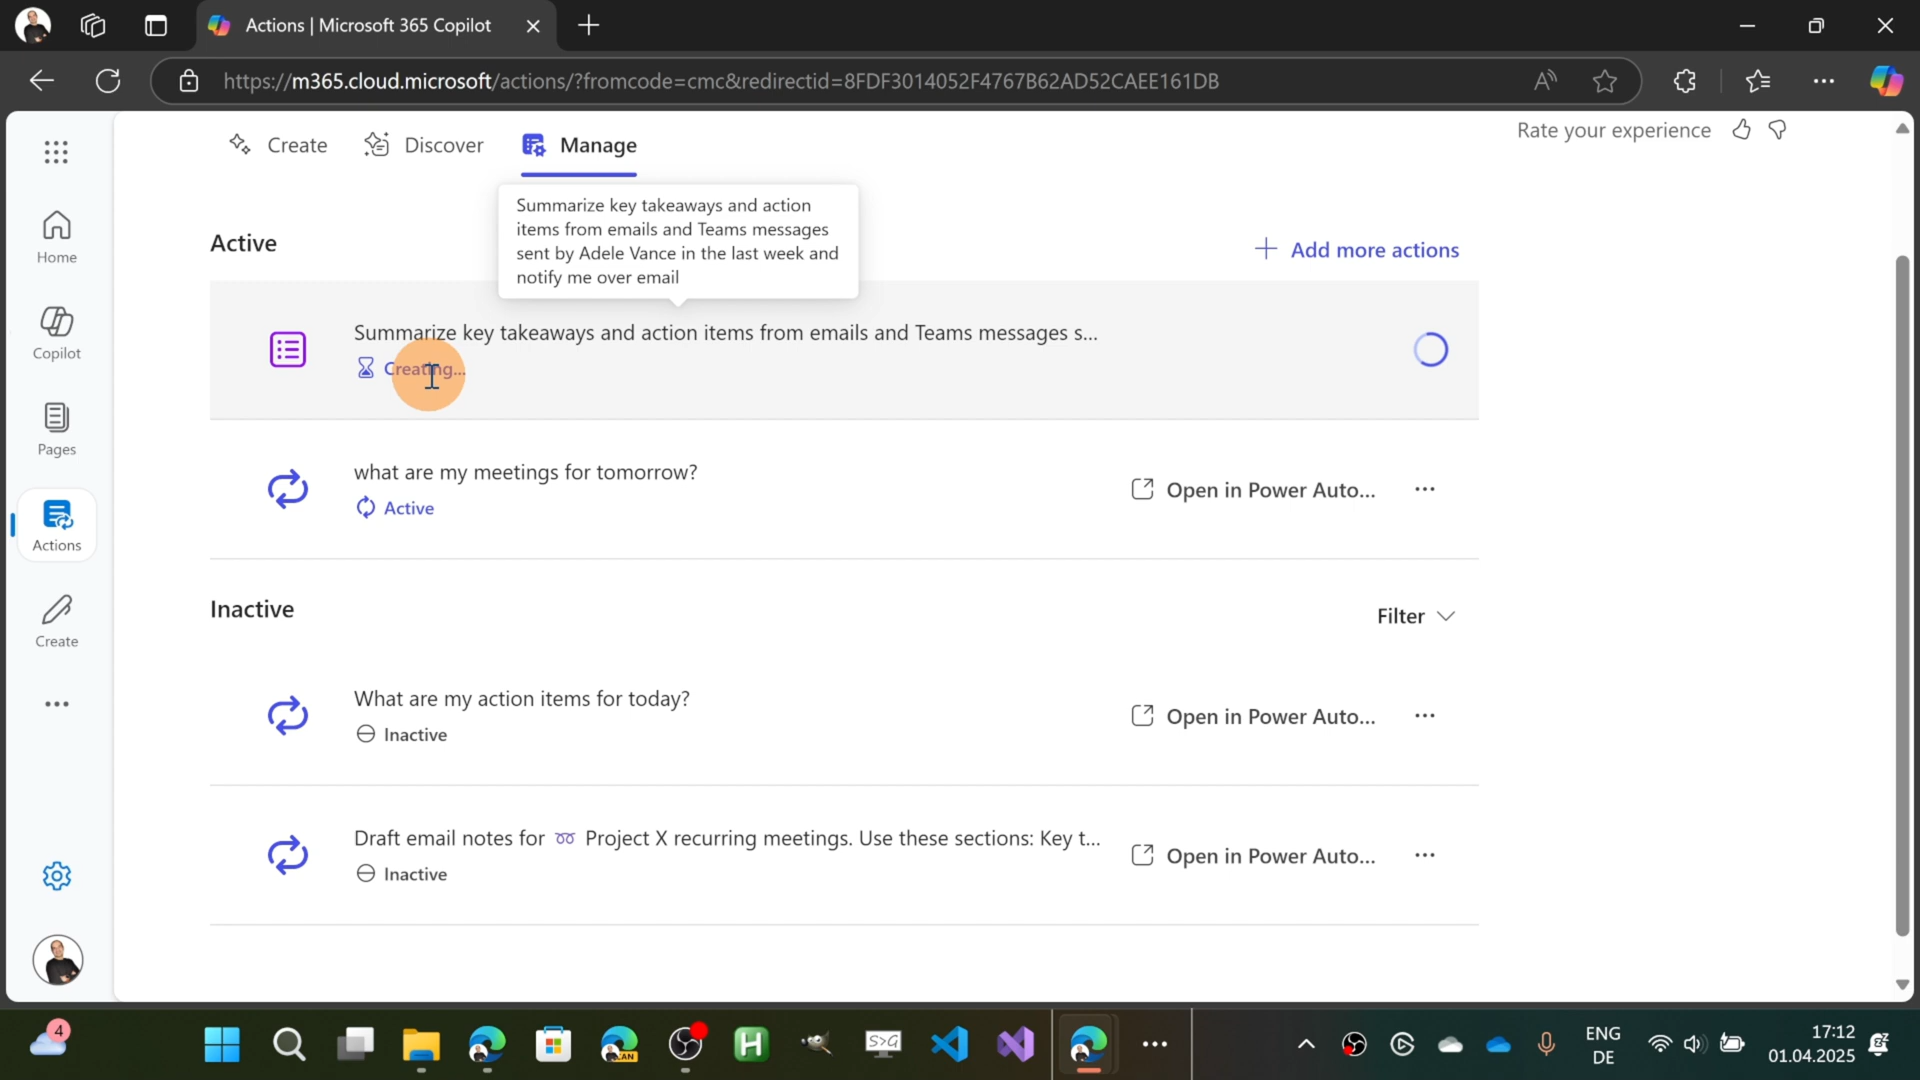 Actions | Microsoft 365 Copilot
https://m365.cloud.microsoft/actions/?fromcode=cmc&redirectid=8FDF3014052F4767B62AD52CAEE161DB
Create
Discover
Manage
Rate your experience
Summarize key takeaways and action
items from emails and Teams messages
sent by Adele Vance in the last week and
notify me over email
Active
Add more actions
Summarize key takeaways and action items from emails and Teams messages s...
Creating...
what are my meetings for tomorrow?
Active
Open in Power Auto...
Inactive
Filter
What are my action items for today?
Inactive
Open in Power Auto...
Draft email notes for Project X recurring meetings. Use these sections: Key t...
Inactive
Open in Power Auto...
Home
Copilot
Pages
Actions
Create
4
CAN
H
S>G
ENG
DE
17:12
01.04.2025